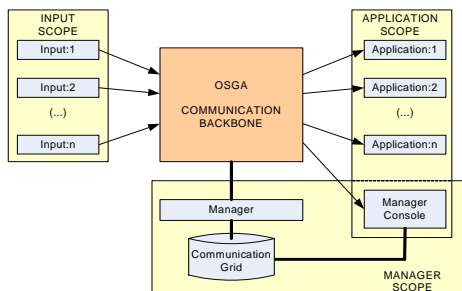 INPUT
SCOPE
Input:1
Input:2
(...)
Input:n
OSGA
COMMUNICATION
BACKBONE
APPLICATION
SCOPE
Application:1
Application:2
(...)
Application:n
Manager
Console
Manager
Communication
Grid
MANAGER
SCOPE